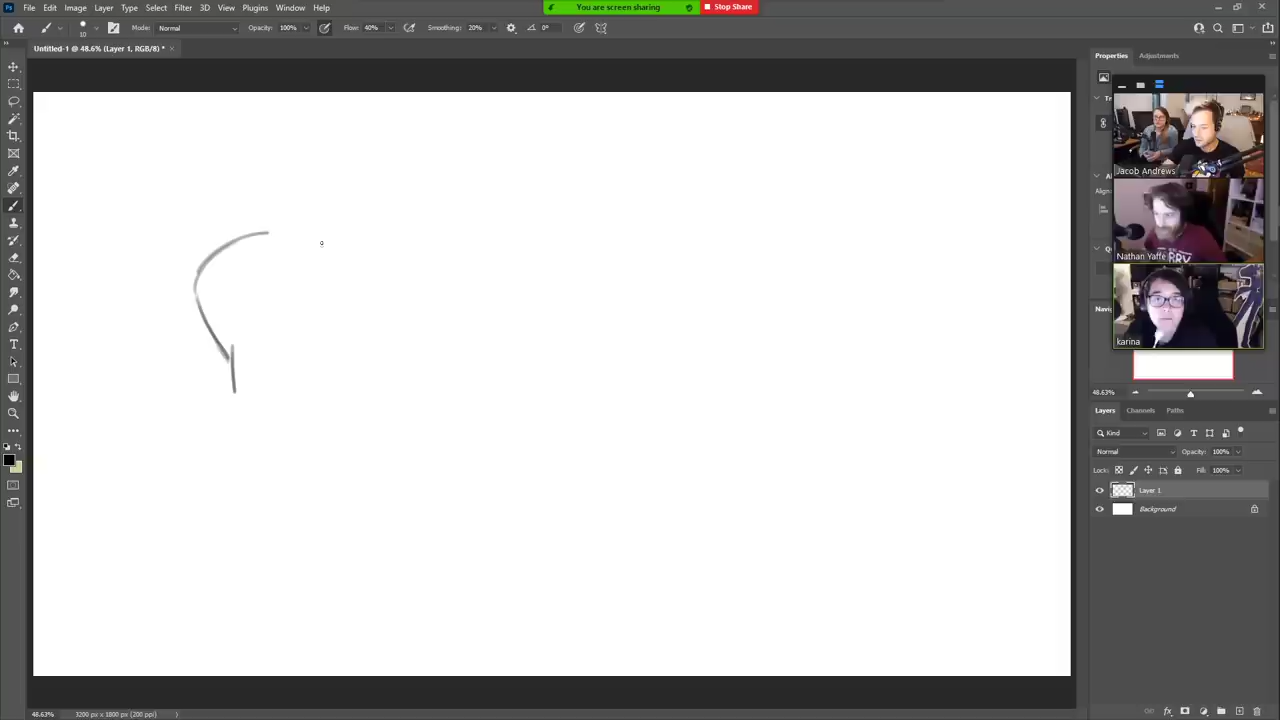 Ps File Edit Image Layer Type Select Filter 3D View Plugins Window Help
You are screen sharing Stop Share
10 Mode: Normal Opacity: 100% Flow: 40% Smoothing: 20% 0°
Untitled-1 @ 48.6% (Layer 1, RGB/8) * ×
Properties Adjustments
Jacob Andrews
Nathan Yaffe
karina
48.63%
Layers Channels Paths
Kind
Normal Opacity: 100%
Lock: Fill: 100%
Layer 1
Background
48.63% 3200 px x 1800 px (200 ppi)